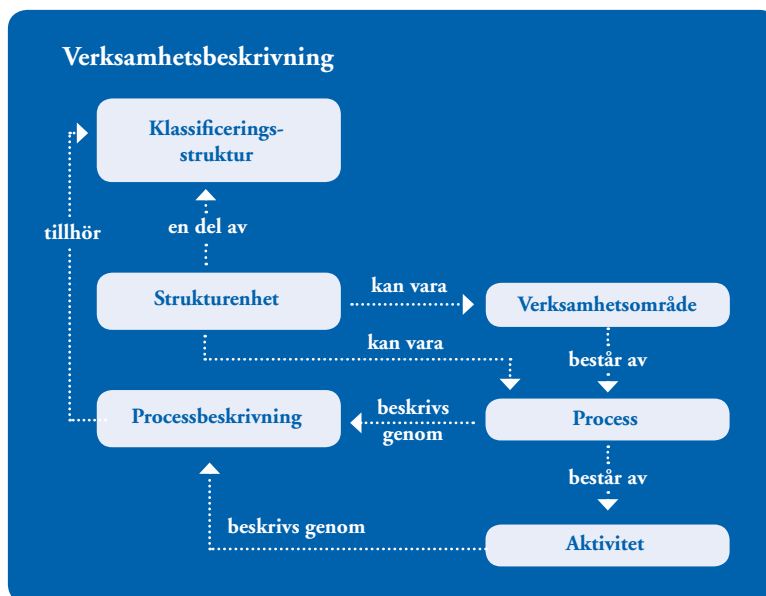 Verksamhetsbeskrivning
Klassificerings-
struktur
tillhör
en del av
Strukturenhet
kan vara
Verksamhetsområde
kan vara
består av
Processbeskrivning
beskrivs
genom
Process
består av
beskrivs genom
Aktivitet